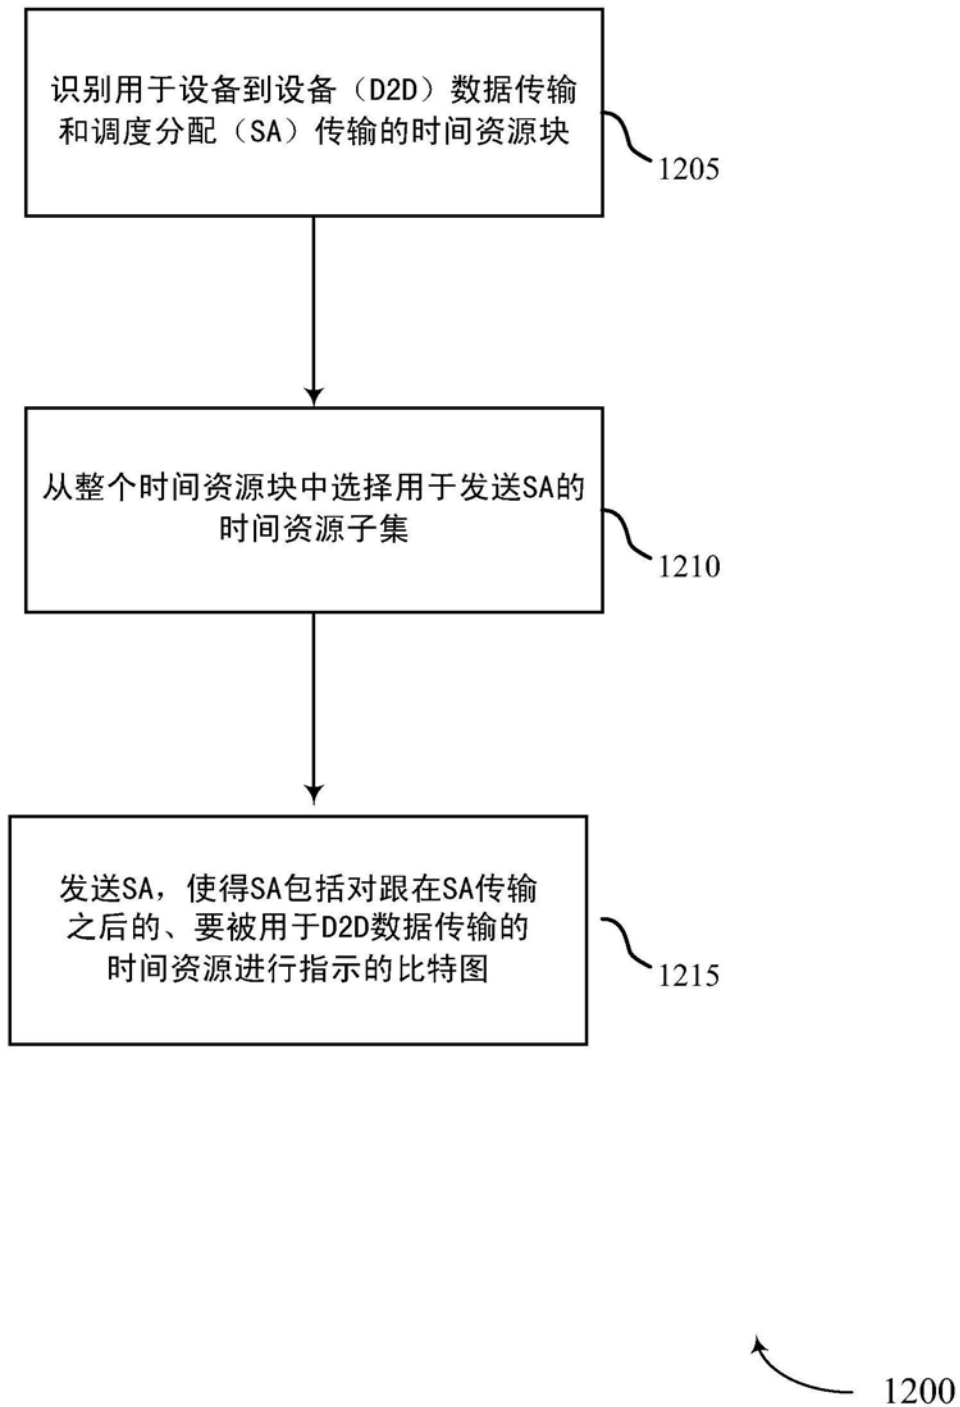 识别用于设备到设备（D2D）数据传输
和调度分配（SA）传输的时间资源块
1205
从整个时间资源块中选择用于发送SA的
时间资源子集
1210
发送SA，使得SA包括对跟在SA传输
之后的、要被用于D2D数据传输的
时间资源进行指示的比特图
1215
1200